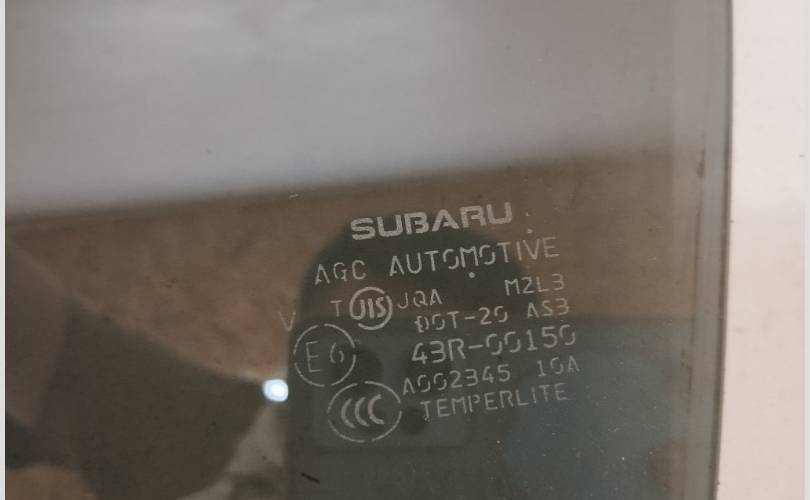 SUBARU
AGC AUTOMOTIVE
T JIS JQA M2L3
V DOT-20 AS3
E6 43R-00150
A002345 10A
CCC TEMPERLITE